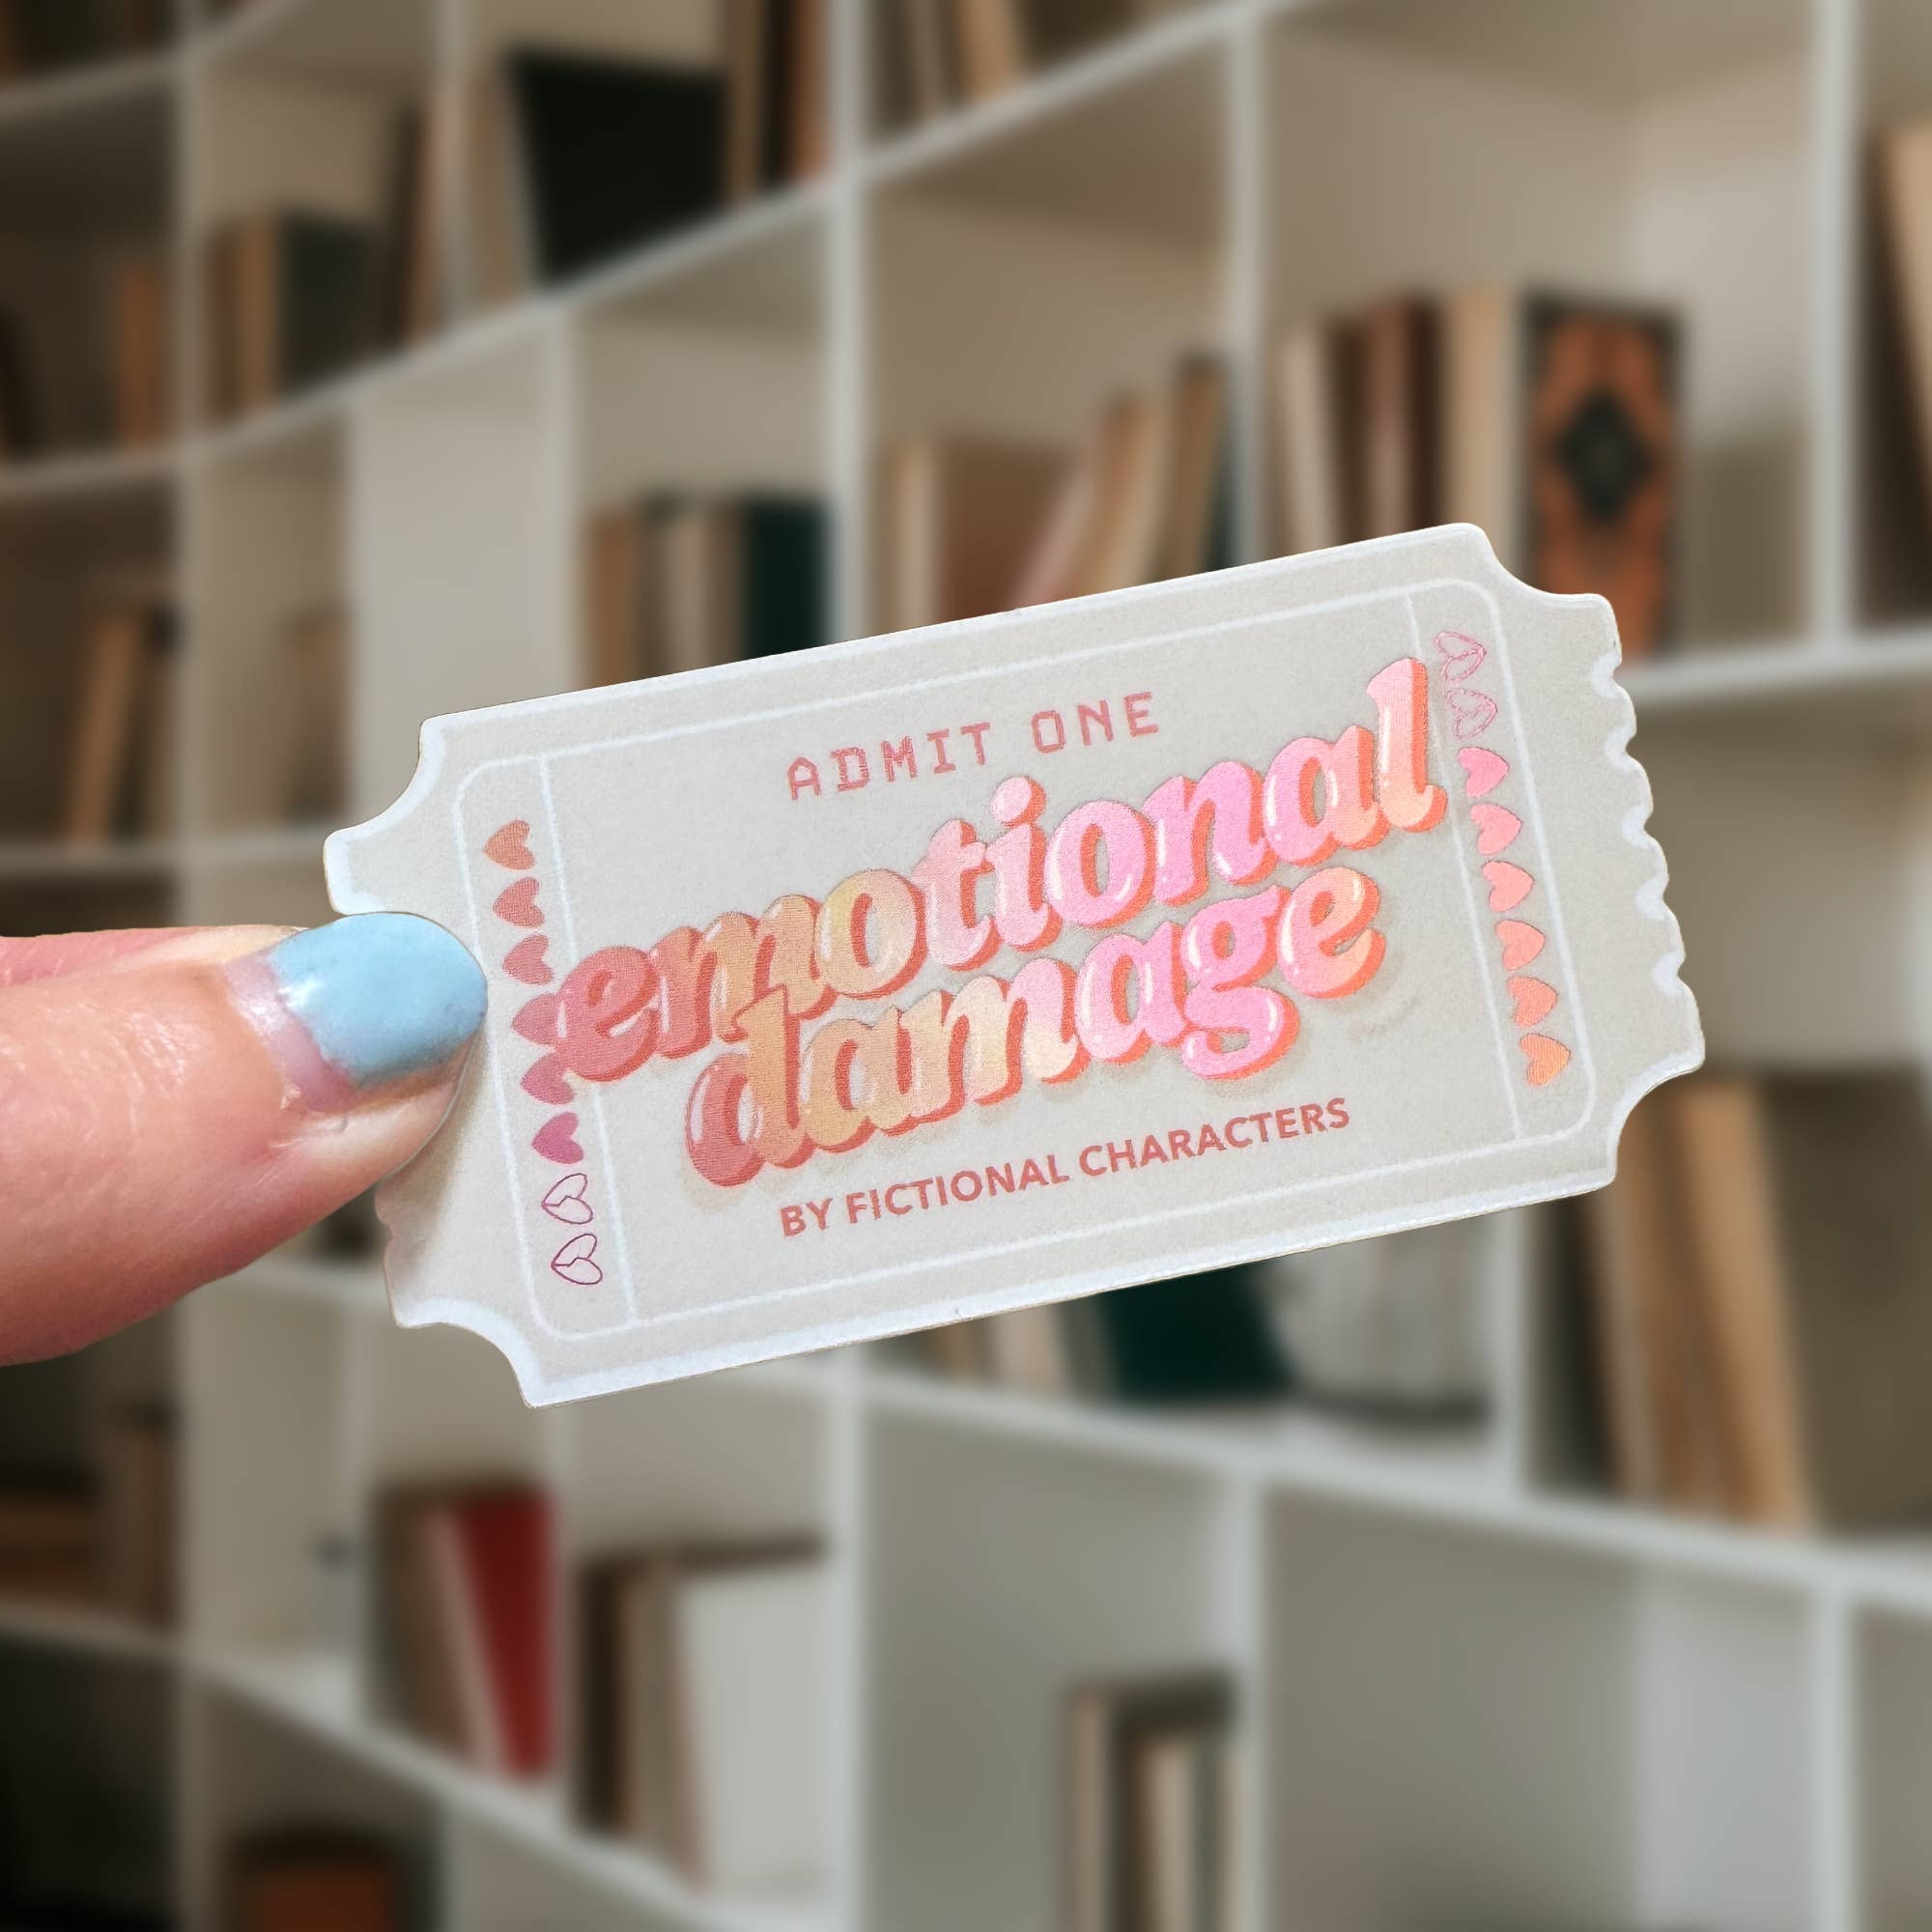 ADMIT ONE
emotional
damage
BY FICTIONAL CHARACTERS